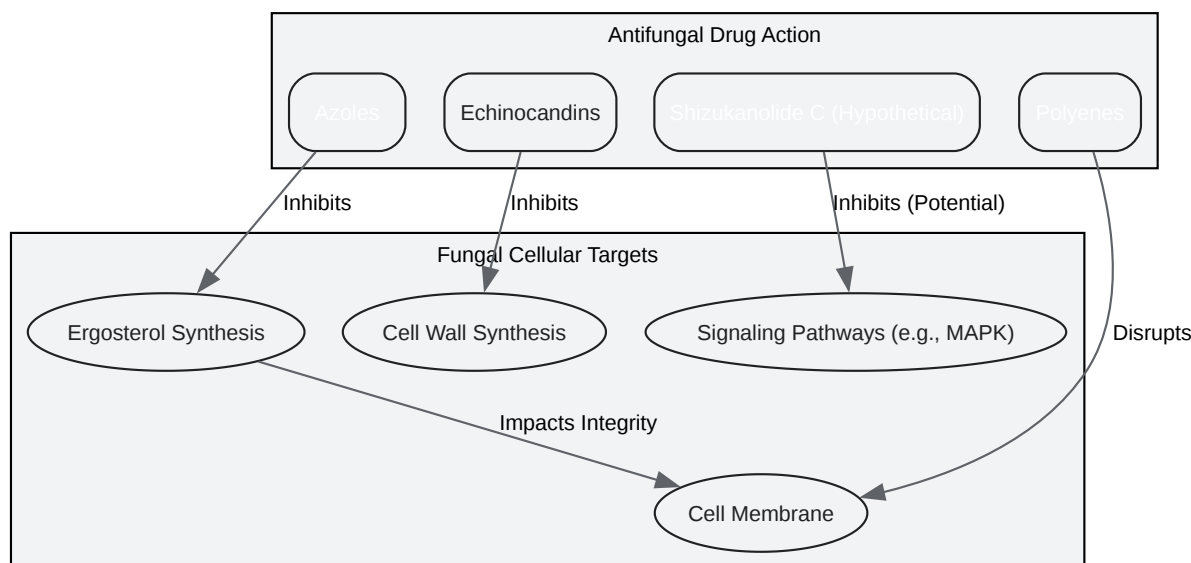 Antifungal Drug Action
Azoles
Echinocandins
Shizukanolide C (Hypothetical)
Polyenes
Inhibits
Inhibits
Inhibits (Potential)
Fungal Cellular Targets
Ergosterol Synthesis
Cell Wall Synthesis
Signaling Pathways (e.g., MAPK)
Disrupts
Impacts Integrity
Cell Membrane